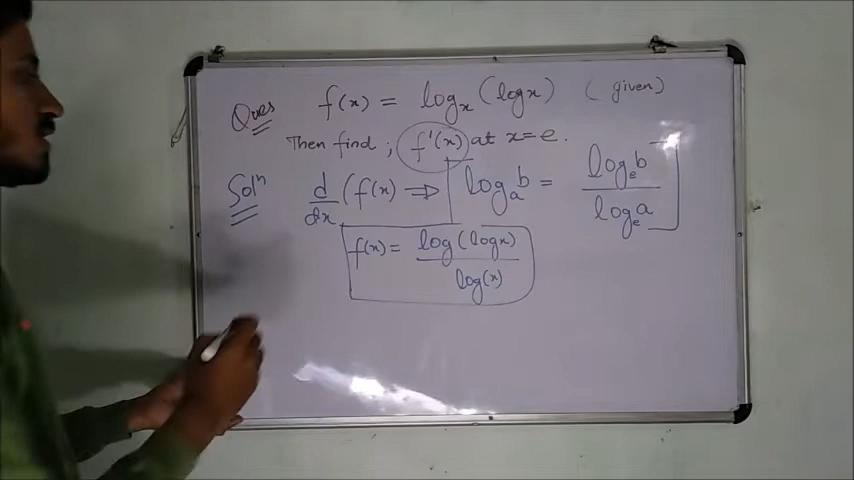 Ques f(x) = logₓ(logx) (given)
Then find ; f'(x) at x=e.
Solⁿ d/dx (f(x) ⇒ logₐb = logₑb / logₑa
f(x) = log(logx) / log(x)